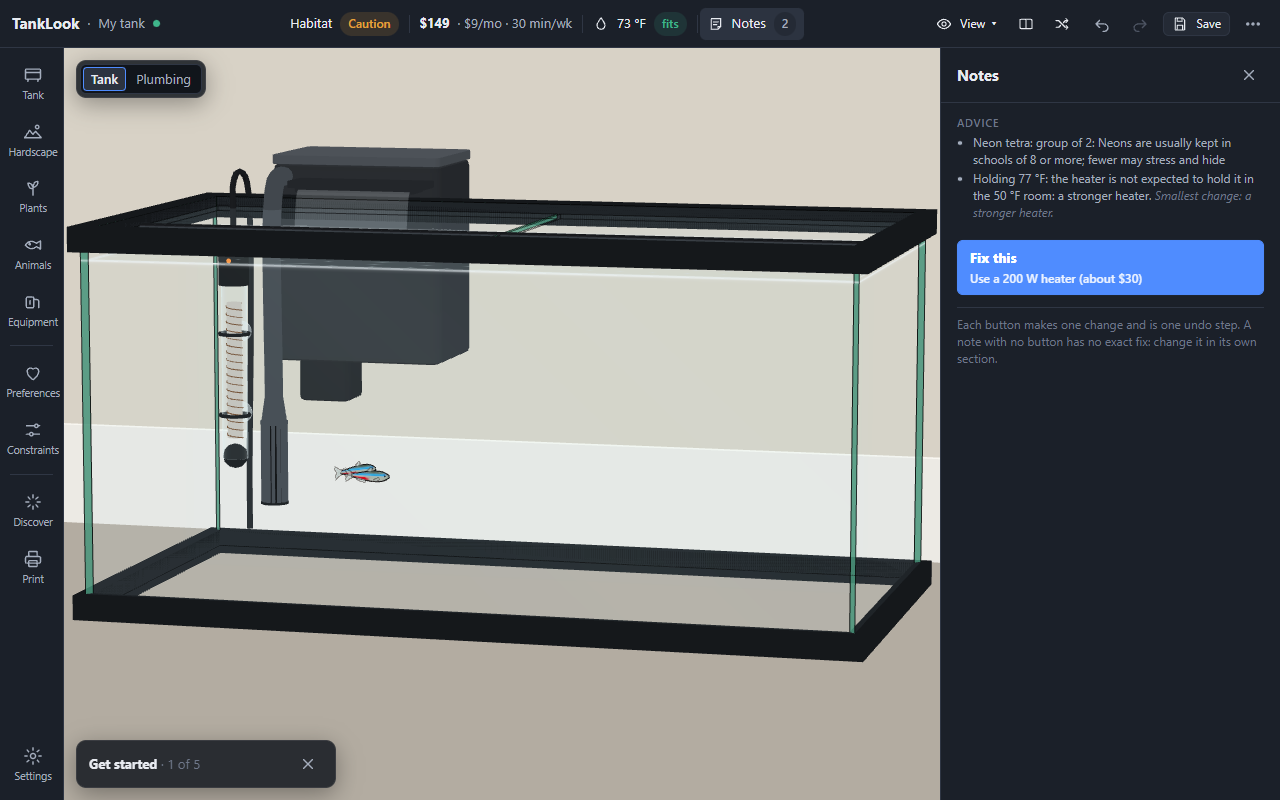 TankLook · My tank
Habitat Caution $149 · $9/mo · 30 min/wk 73 °F fits Notes 2
View Save
Tank Plumbing
Tank
Hardscape
Plants
Animals
Equipment
Preferences
Constraints
Discover
Print
Settings
Get started · 1 of 5
Notes
ADVICE
• Neon tetra: group of 2: Neons are usually kept in
schools of 8 or more; fewer may stress and hide
• Holding 77 °F: the heater is not expected to hold it in
the 50 °F room: a stronger heater. Smallest change: a
stronger heater.
Fix this
Use a 200 W heater (about $30)
Each button makes one change and is one undo step. A
note with no button has no exact fix: change it in its own
section.